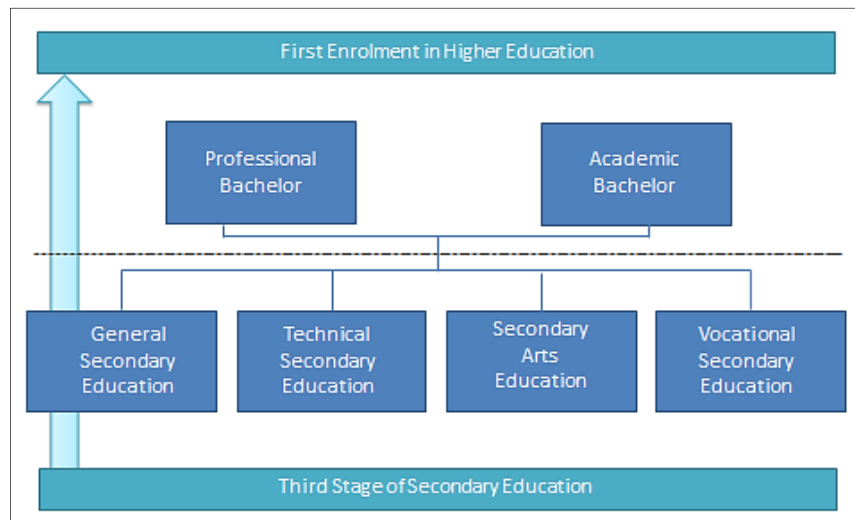 First Enrolment in Higher Education
Professional
Bachelor
Academic
Bachelor
General
Secondary
Education
Technical
Secondary
Education
Secondary
Arts
Education
Vocational
Secondary
Education
Third Stage of Secondary Education